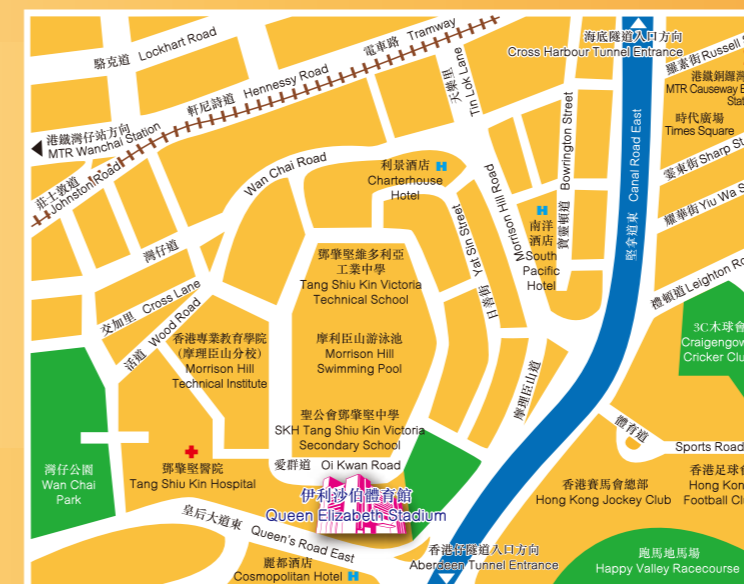 駱克道 Lockhart Road
電車路 Tramway
海底隧道入口方向
Cross Harbour Tunnel Entrance
羅素街 Russell
港鐵銅鑼灣
MTR Causeway
時代廣場
Times Square
天樂里 Tin Lok Lane
軒尼詩道 Hennessy Road
港鐵灣仔站方向
MTR Wanchai Station
莊士敦道
Johnston Road
Wan Chai Road
灣仔道
利景酒店 H
Charterhouse
Hotel
寶靈頓道 Bowrington Street
堅拿道東 Canal Road East
霎東街 Sharp
耀華街 Yiu Wa
禮頓道 Leighton
Morrison Hill Road
摩理臣山道
H
南洋
酒店
South
Pacific
Hotel
日善街 Yat Sin Street
鄧肇堅維多利亞
工業中學
Tang Shiu Kin Victoria
Technical School
交加里 Cross Lane
活道 Wood Road
香港專業教育學院
(摩理臣山分校)
Morrison Hill
Technical Institute
摩利臣山游泳池
Morrison Hill
Swimming Pool
3C木球會
Craigengow
Cricker
聖公會鄧肇堅中學
SKH Tang Shiu Kin Victoria
Secondary School
體育道
Sports Road
灣仔公園
Wan Chai
Park
鄧肇堅醫院
Tang Shiu Kin Hospital
愛群道 Oi Kwan Road
伊利沙伯體育館
Queen Elizabeth Stadium
香港賽馬會總部
Hong Kong Jockey Club
香港足球會
Hong Kon
Football
皇后大道東 Queen's Road East
麗都酒店
Cosmopolitan Hotel H
香港仔隧道入口方向
Aberdeen Tunnel Entrance
跑馬地馬場
Happy Valley Racecourse